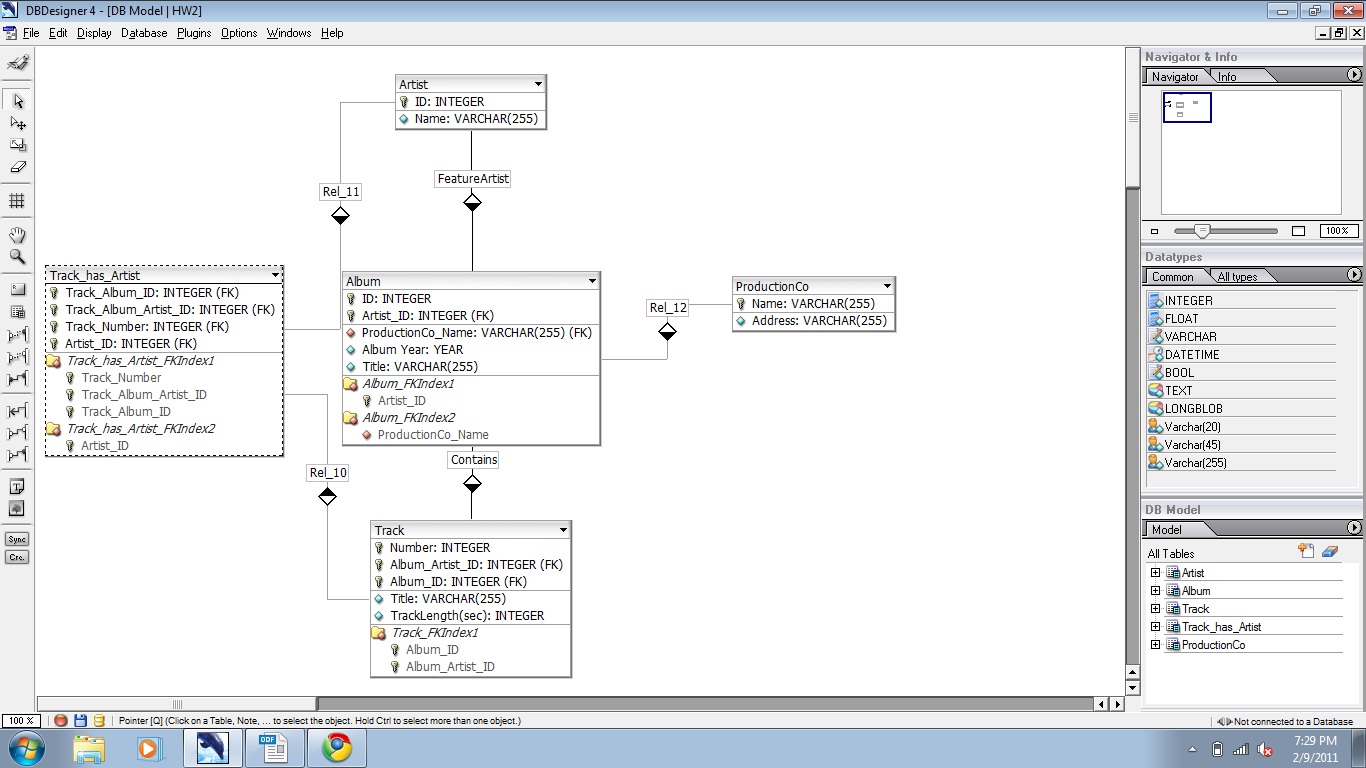 DBDesigner 4 - [DB Model | HW2]
File Edit Display Database Plugins Options Windows Help
Artist
ID: INTEGER
Name: VARCHAR(255)
Rel_11
FeatureArtist
Track_has_Artist
Track_Album_ID: INTEGER (FK)
Track_Album_Artist_ID: INTEGER (FK)
Track_Number: INTEGER (FK)
Artist_ID: INTEGER (FK)
Track_has_Artist_FKIndex1
Track_Number
Track_Album_Artist_ID
Track_Album_ID
Track_has_Artist_FKIndex2
Artist_ID
Album
ID: INTEGER
Artist_ID: INTEGER (FK)
ProductionCo_Name: VARCHAR(255) (FK)
Album Year: YEAR
Title: VARCHAR(255)
Album_FKIndex1
Artist_ID
Album_FKIndex2
ProductionCo_Name
Rel_12
ProductionCo
Name: VARCHAR(255)
Address: VARCHAR(255)
Rel_10
Contains
Track
Number: INTEGER
Album_Artist_ID: INTEGER (FK)
Album_ID: INTEGER (FK)
Title: VARCHAR(255)
TrackLength(sec): INTEGER
Track_FKIndex1
Album_ID
Album_Artist_ID
Navigator & Info
Navigator Info
100%
Datatypes
Common All types
INTEGER
FLOAT
VARCHAR
DATETIME
BOOL
TEXT
LONGBLOB
Varchar(20)
Varchar(45)
Varchar(255)
DB Model
Model
All Tables
Artist
Album
Track
Track_has_Artist
ProductionCo
Sync
Crc.
100 % Pointer [Q] (Click on a Table, Note, ... to select the object. Hold Ctrl to select more than one object.) Not connected to a Database
ODF
7:29 PM
2/9/2011